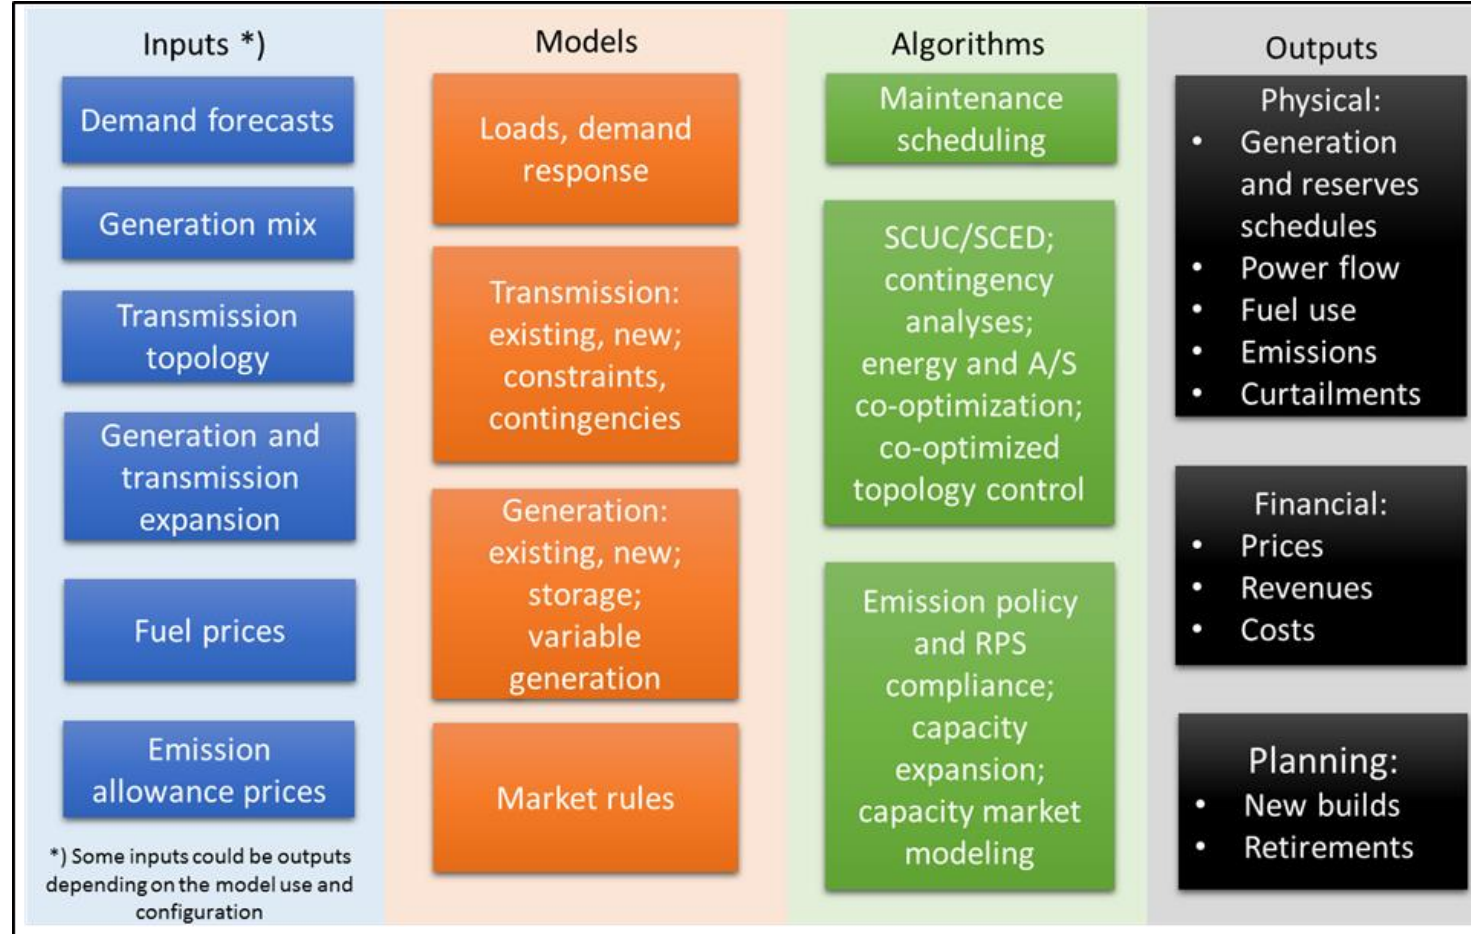 Inputs *)
Demand forecasts
Generation mix
Transmission
topology
Generation and
transmission
expansion
Fuel prices
Emission
allowance prices
*) Some inputs could be outputs
depending on the model use and
configuration
Models
Loads, demand
response
Transmission:
existing, new;
constraints,
contingencies
Generation:
existing, new;
storage;
variable
generation
Market rules
Algorithms
Maintenance
scheduling
SCUC/SCED;
contingency
analyses;
energy and A/S
co-optimization;
co-optimized
topology control
Emission policy
and RPS
compliance;
capacity
expansion;
capacity market
modeling
Outputs
Physical:
• Generation
and reserves
schedules
• Power flow
• Fuel use
• Emissions
• Curtailments
Financial:
• Prices
• Revenues
• Costs
Planning:
• New builds
• Retirements